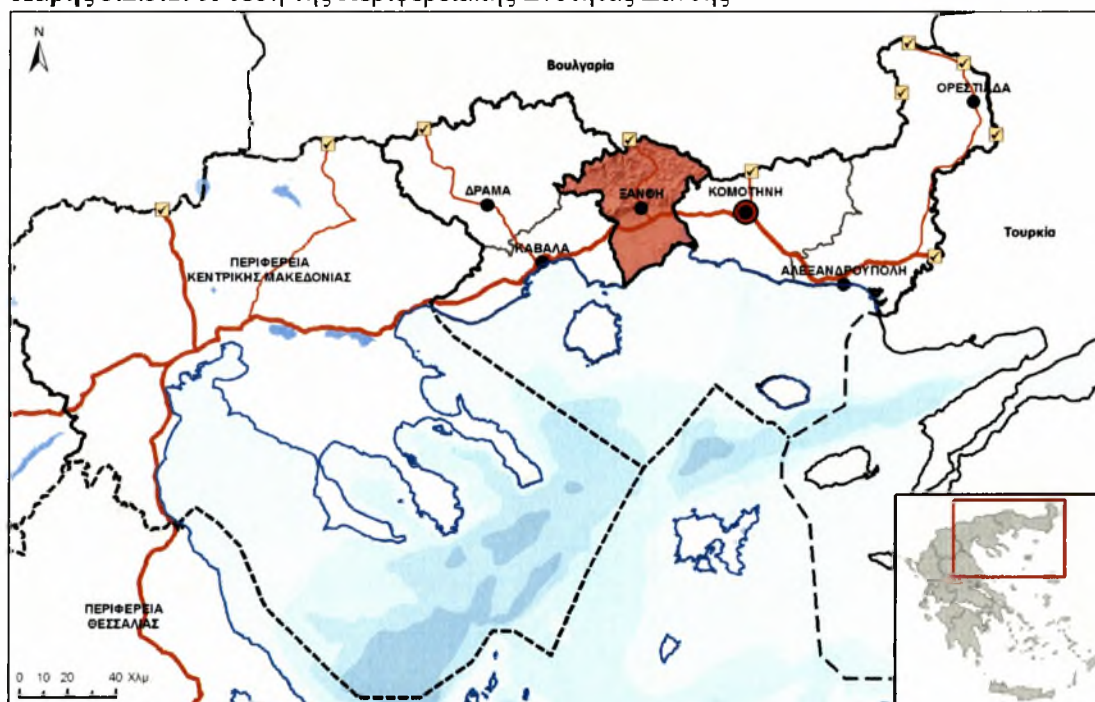 N
Βουλγαρία
ΟΡΕΣΤΙΑΔΑ
ΔΡΑΜΑ
ΞΑΝΘΗ
ΚΟΜΟΤΗΝΗ
Τουρκία
ΚΑΒΑΛΑ
ΑΛΕΞΑΝΔΡΟΥΠΟΛΗ
ΠΕΡΙΦΕΡΕΙΑ
ΚΕΝΤΡΙΚΗΣ ΜΑΚΕΔΟΝΙΑΣ
ΠΕΡΙΦΕΡΕΙΑ
ΘΕΣΣΑΛΙΑΣ
0 10 20 40 Χλμ